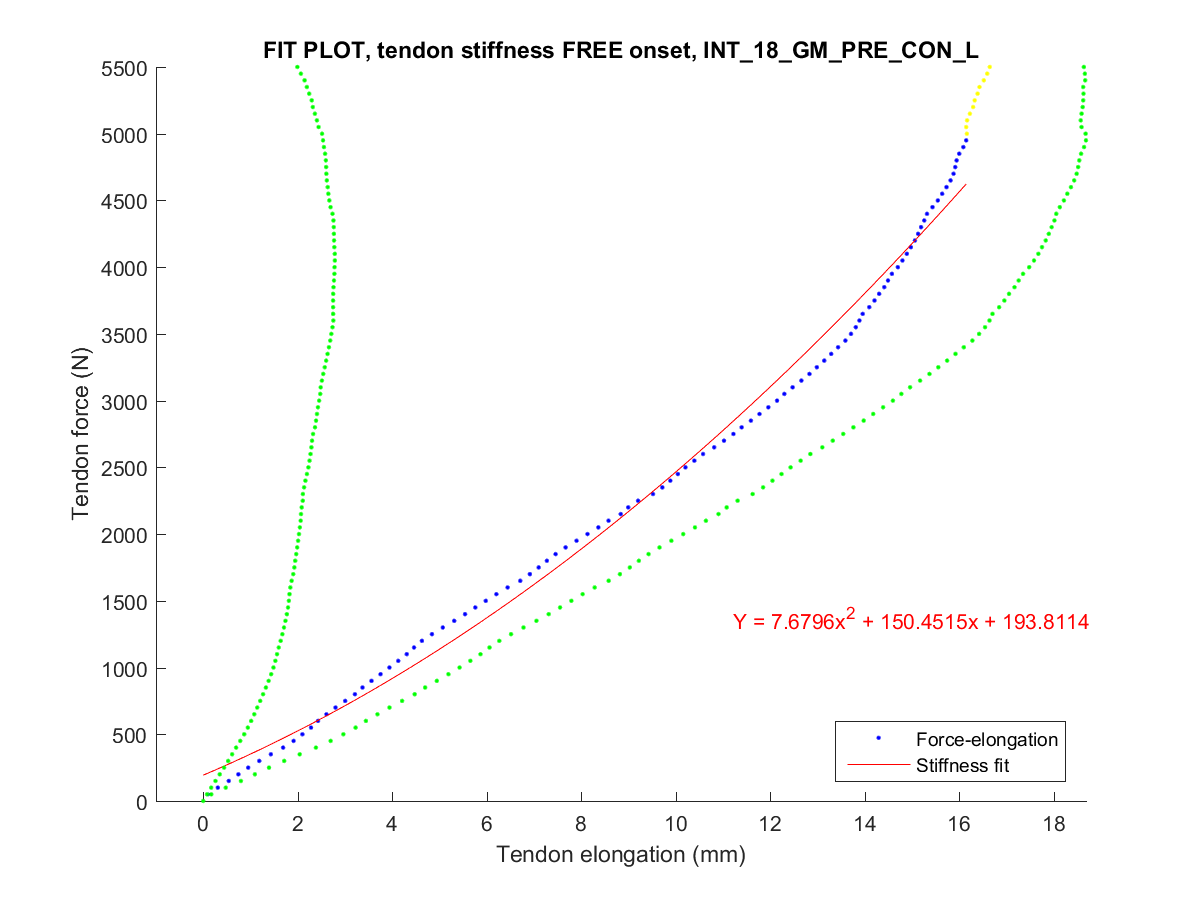 FIT PLOT, tendon stiffness FREE onset, INT_18_GM_PRE_CON_L
5500
5000
4500
4000
3500
3000
2500
2000
1500
1000
500
0
Tendon force (N)
Y = 7.6796x² + 150.4515x + 193.8114
Force-elongation
Stiffness fit
0 2 4 6 8 10 12 14 16 18
Tendon elongation (mm)